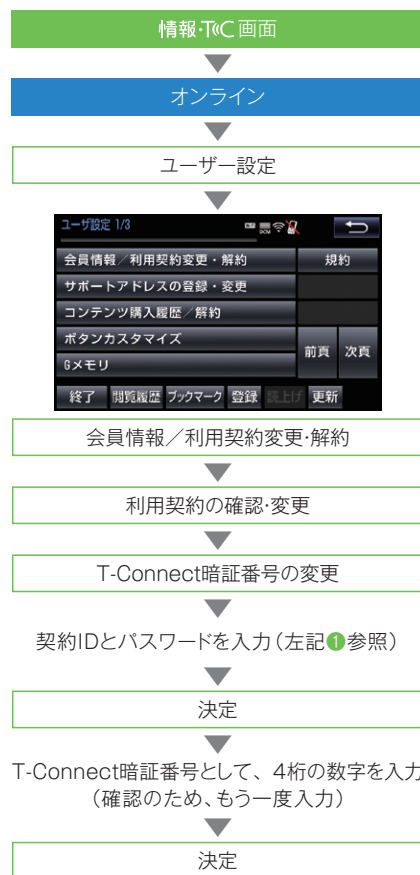 情報・T《C 画面
オンライン
ユーザー設定
ユーザ設定 1/3
会員情報／利用契約変更・解約 規約
サポートアドレスの登録・変更
コンテンツ購入履歴／解約
ボタンカスタマイズ
前頁 次頁
Gメモリ
終了 閲覧履歴 ブックマーク 登録 読上げ 更新
会員情報／利用契約変更・解約
利用契約の確認・変更
T-Connect暗証番号の変更
契約IDとパスワードを入力（左記❶参照）
決定
T-Connect暗証番号として、4桁の数字を入力
（確認のため、もう一度入力）
決定